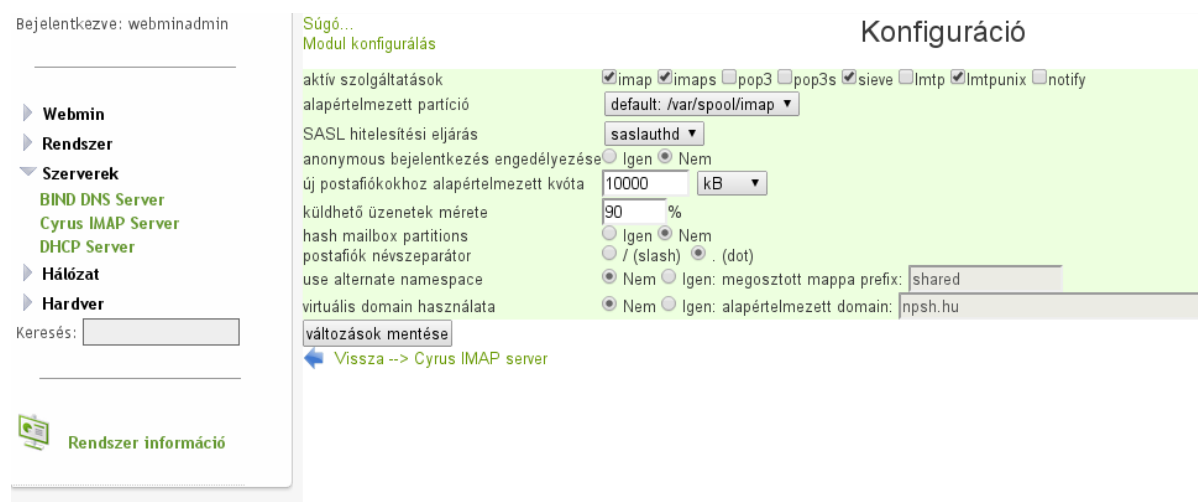 Bejelentkezve: webminadmin
Webmin
Rendszer
Szerverek
BIND DNS Server
Cyrus IMAP Server
DHCP Server
Hálózat
Hardver
Keresés:
Rendszer információ
Súgó...
Modul konfigurálás
Konfiguráció
aktív szolgáltatások imap imaps pop3 pop3s sieve lmtp lmtpunix notify
alapértelmezett partíció default: /var/spool/imap
SASL hitelesítési eljárás saslauthd
anonymous bejelentkezés engedélyezése Igen Nem
új postafiókokhoz alapértelmezett kvóta 10000 kB
küldhető üzenetek mérete 90 %
hash mailbox partitions Igen Nem
postafiók névszeparátor / (slash) . (dot)
use alternate namespace Nem Igen: megosztott mappa prefix: shared
virtuális domain használata Nem Igen: alapértelmezett domain: npsh.hu
változások mentése
Vissza --> Cyrus IMAP server